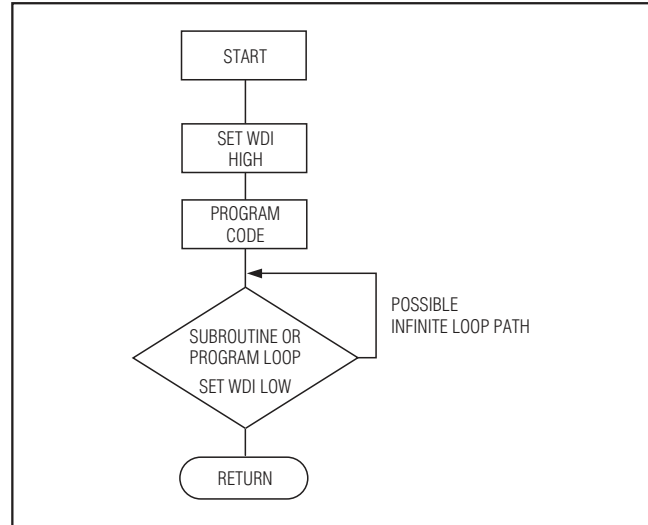 START
SET WDI
HIGH
PROGRAM
CODE
POSSIBLE
INFINITE LOOP PATH
SUBROUTINE OR
PROGRAM LOOP
SET WDI LOW
RETURN